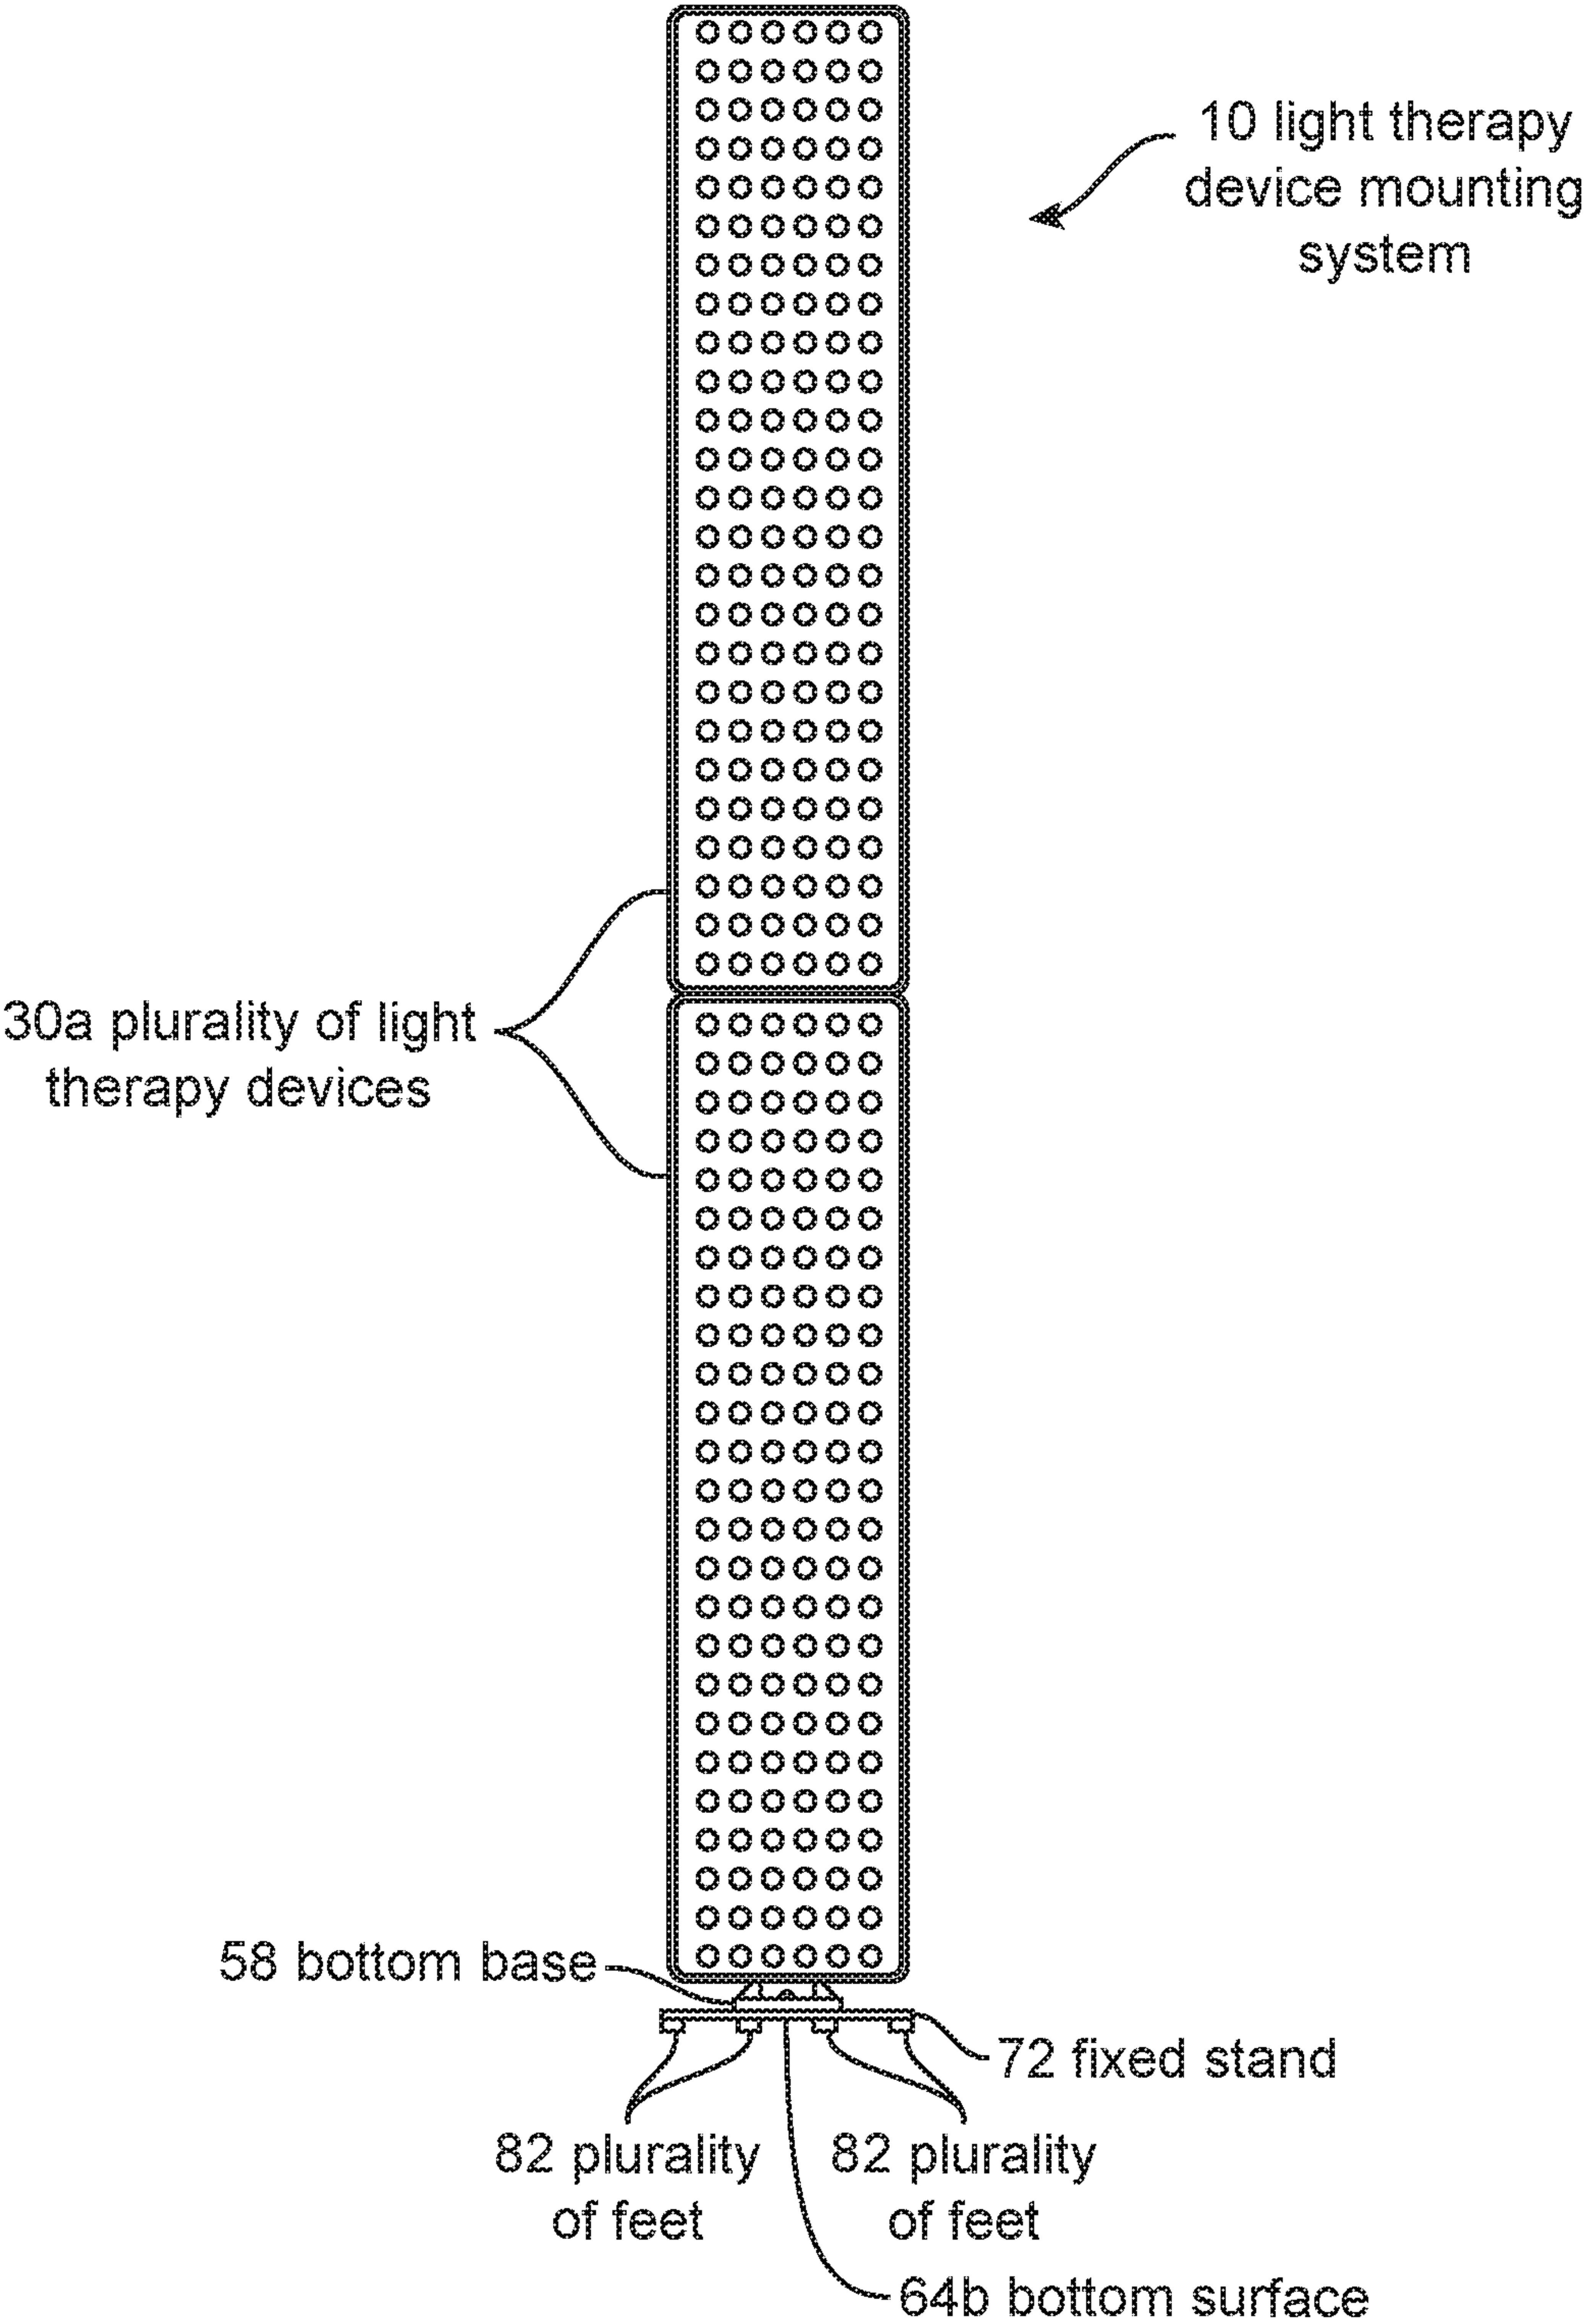 10 light therapy
device mounting
system
30a plurality of light
therapy devices
58 bottom base
72 fixed stand
82 plurality
of feet
82 plurality
of feet
64b bottom surface